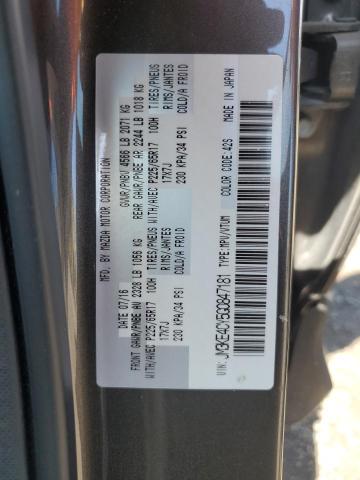 MFD. BY MAZDA MOTOR CORPORATION
MADE IN JAPAN
07/16
GVWR/PNBV 4566 LB 2071 KG
FRONT GAWR/PNBE AV 2328 LB 1056 KG
REAR GAWR/PNBE AR 2244 LB 1018 KG
WITH/AVEC P225/65R17 100H TIRES/PNEUS
WITH/AVEC P225/65R17 100H TIRES/PNEUS
17X7J RIMS/JANTES
17X7J RIMS/JANTES
230 KPA/34 PSI COLD/A FROID
230 KPA/34 PSI COLD/A FROID
COLOR CODE:42S
VIN: JM3KE4CY5G0847181 TYPE:MPV/VTUM